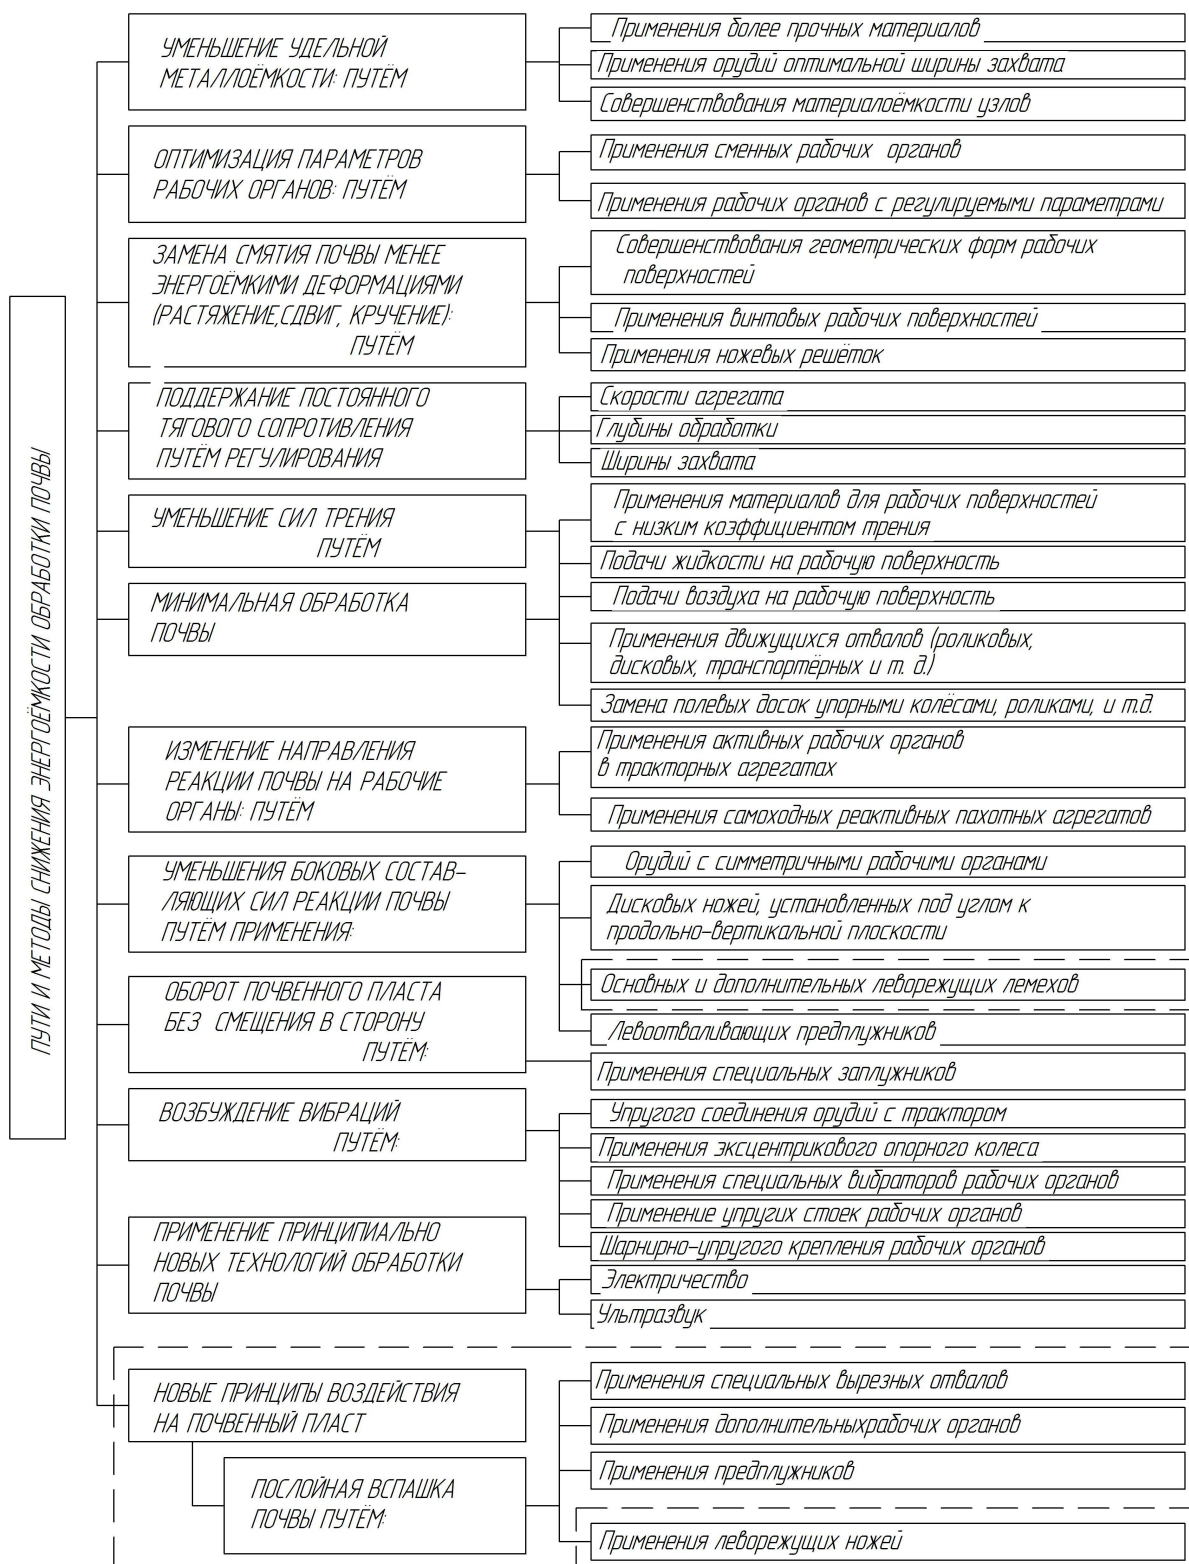 ПУТИ И МЕТОДЫ СНИЖЕНИЯ ЭНЕРГОЁМКОСТИ ОБРАБОТКИ ПОЧВЫ
УМЕНЬШЕНИЕ УДЕЛЬНОЙ
МЕТАЛЛОЁМКОСТИ: ПУТЁМ
Применения более прочных материалов
Применения орудий оптимальной ширины захвата
Совершенствования материалоёмкости узлов
ОПТИМИЗАЦИЯ ПАРАМЕТРОВ
РАБОЧИХ ОРГАНОВ: ПУТЁМ
Применения сменных рабочих органов
Применения рабочих органов с регулируемыми параметрами
ЗАМЕНА СМЯТИЯ ПОЧВЫ МЕНЕЕ
ЭНЕРГОЁМКИМИ ДЕФОРМАЦИЯМИ
(РАСТЯЖЕНИЕ,СДВИГ, КРУЧЕНИЕ):
ПУТЁМ
Совершенствования геометрических форм рабочих
поверхностей
Применения винтовых рабочих поверхностей
Применения ножевых решёток
ПОДДЕРЖАНИЕ ПОСТОЯННОГО
ТЯГОВОГО СОПРОТИВЛЕНИЯ
ПУТЁМ РЕГУЛИРОВАНИЯ
Скорости агрегата
Глубины обработки
Ширины захвата
УМЕНЬШЕНИЕ СИЛ ТРЕНИЯ
ПУТЁМ
Применения материалов для рабочих поверхностей
с низким коэффициентом трения
Подачи жидкости на рабочую поверхность
МИНИМАЛЬНАЯ ОБРАБОТКА
ПОЧВЫ
Подачи воздуха на рабочую поверхность
Применения движущихся отвалов (роликовых,
дисковых, транспортёрных и т. д.)
Замена полевых досок упорными колёсами, роликами, и т.д.
ИЗМЕНЕНИЕ НАПРАВЛЕНИЯ
РЕАКЦИИ ПОЧВЫ НА РАБОЧИЕ
ОРГАНЫ: ПУТЁМ
Применения активных рабочих органов
в тракторных агрегатах
Применения самоходных реактивных пахотных агрегатов
УМЕНЬШЕНИЯ БОКОВЫХ СОСТАВ-
ЛЯЮЩИХ СИЛ РЕАКЦИИ ПОЧВЫ
ПУТЁМ ПРИМЕНЕНИЯ:
Орудий с симметричными рабочими органами
Дисковых ножей, установленных под углом к
продольно-вертикальной плоскости
Основных и дополнительных леворежущих лемехов
Левоотваливающих предплужников
ОБОРОТ ПОЧВЕННОГО ПЛАСТА
БЕЗ СМЕЩЕНИЯ В СТОРОНУ
ПУТЁМ:
Применения специальных заплужников
ВОЗБУЖДЕНИЕ ВИБРАЦИЙ
ПУТЁМ:
Упругого соединения орудий с трактором
Применения эксцентрикового опорного колеса
Применения специальных вибраторов рабочих органов
Применение упругих стоек рабочих органов
Шарнирно-упругого крепления рабочих органов
ПРИМЕНЕНИЕ ПРИНЦИПИАЛЬНО
НОВЫХ ТЕХНОЛОГИЙ ОБРАБОТКИ
ПОЧВЫ
Электричество
Ультразвук
НОВЫЕ ПРИНЦИПЫ ВОЗДЕЙСТВИЯ
НА ПОЧВЕННЫЙ ПЛАСТ
ПОСЛОЙНАЯ ВСПАШКА
ПОЧВЫ ПУТЁМ:
Применения специальных вырезных отвалов
Применения дополнительныхрабочих органов
Применения предплужников
Применения леворежущих ножей